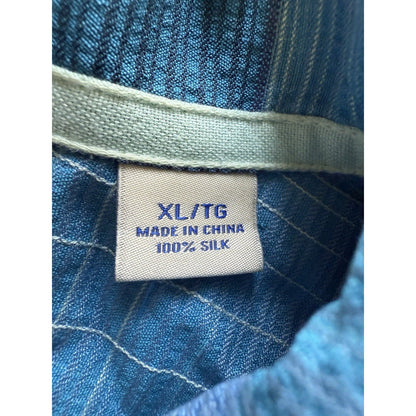 XL/TG
MADE IN CHINA
100% SILK